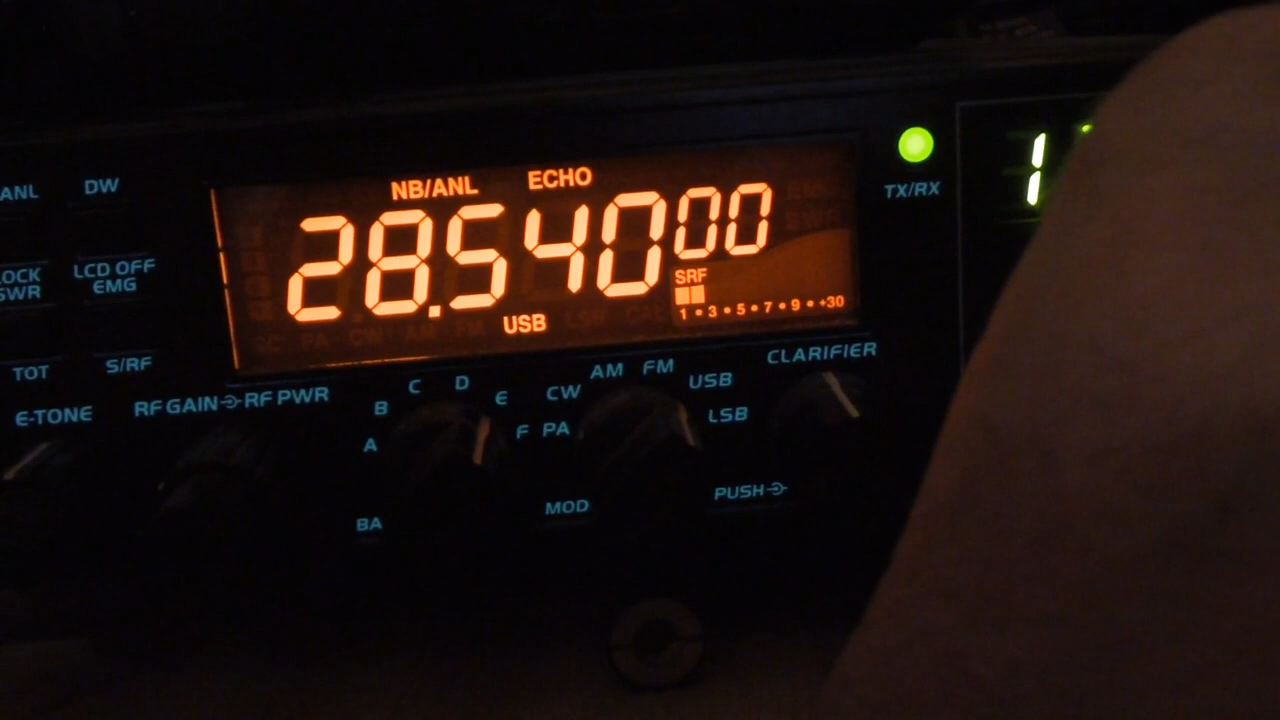 ANL DW
NB/ANL ECHO
TX/RX
1
28.54000
LCD OFF
EMG
SRF
1 • 3 • 5 • 7 • 9 • +30
USB
TOT S/RF
CLARIFIER
E-TONE RF GAIN RF PWR
BA A B C D E F
PA CW AM FM USB LSB
MOD
PUSH